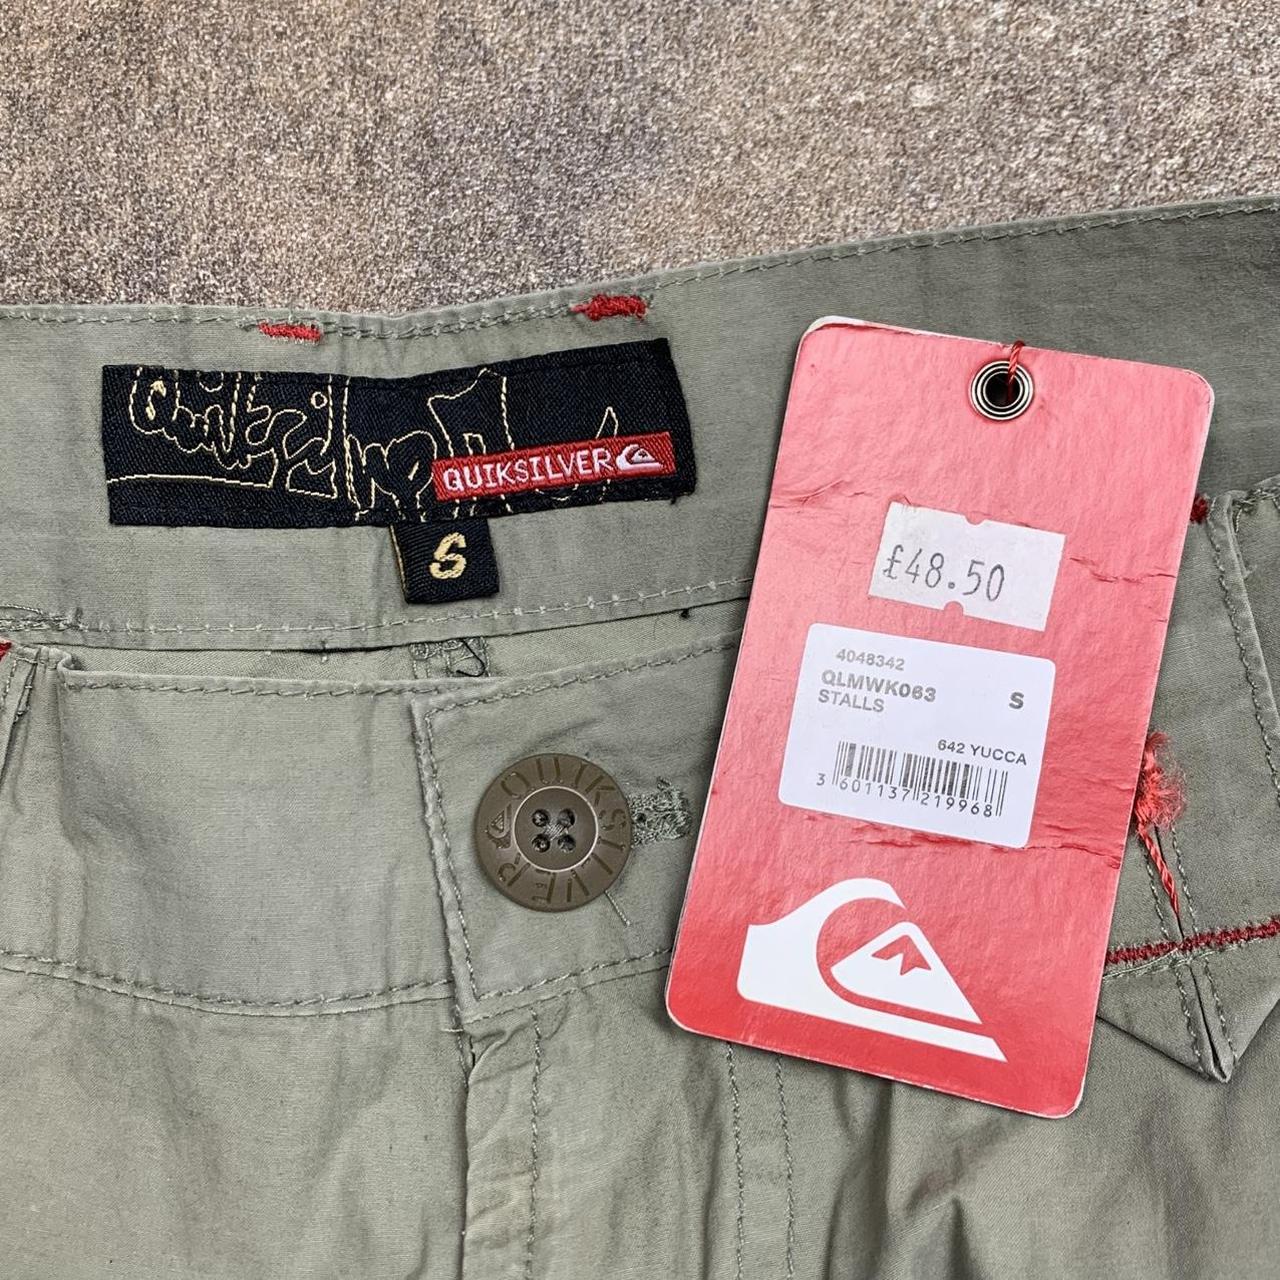 QUIKSILVER
S
£48.50
4048342
QLMWK063 S
STALLS
642 YUCCA
3 601137 219968
QUIKSILVER